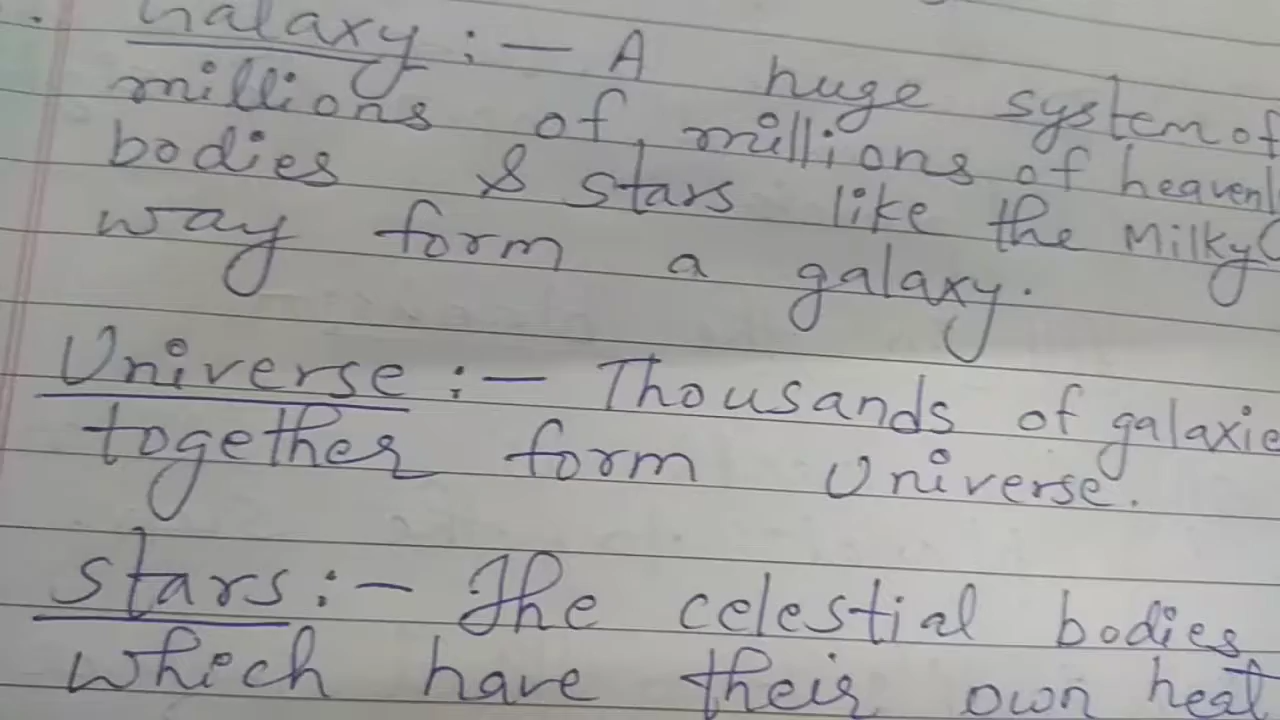 Galaxy :- A huge system of
millions of millions of heavenl
bodies & stars like the Milky
way form a galaxy.
Universe :- Thousands of galaxie
together form Universe.
Stars :- The celestial bodies
which have their own heat